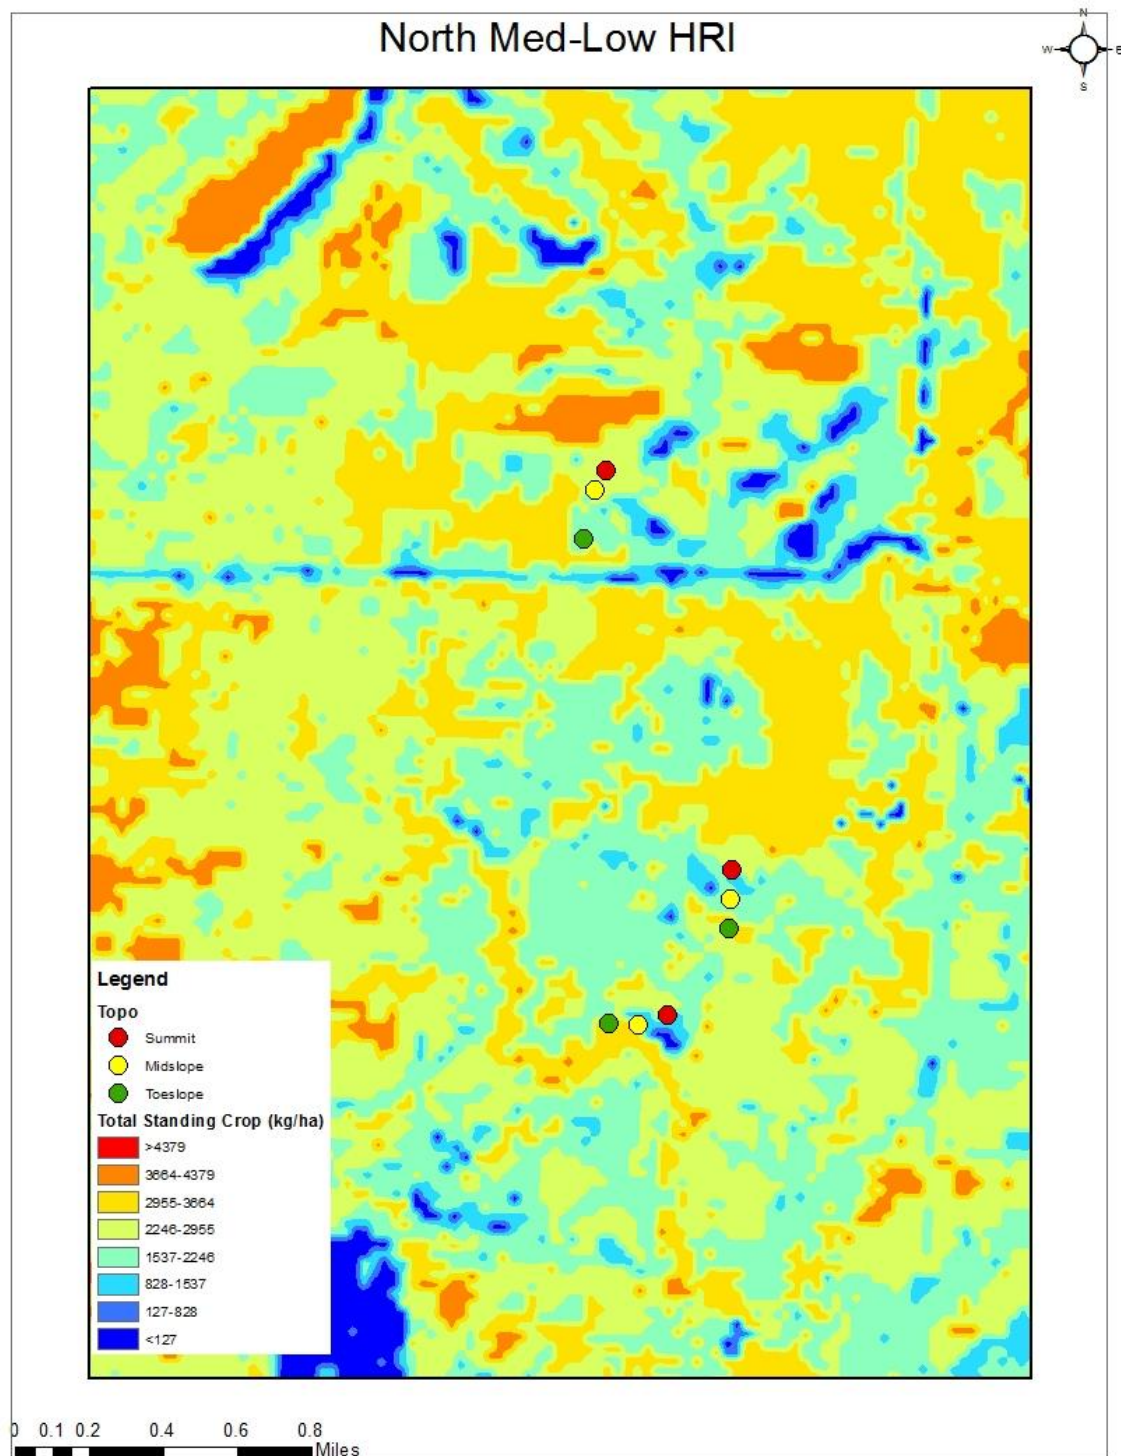 North Med-Low HRI
N
W E
S
Legend
Topo
Summit
Midslope
Toeslope
Total Standing Crop (kg/ha)
>4379
3664-4379
2955-3664
2246-2955
1537-2246
828-1537
127-828
<127
0 0.1 0.2 0.4 0.6 0.8
Miles